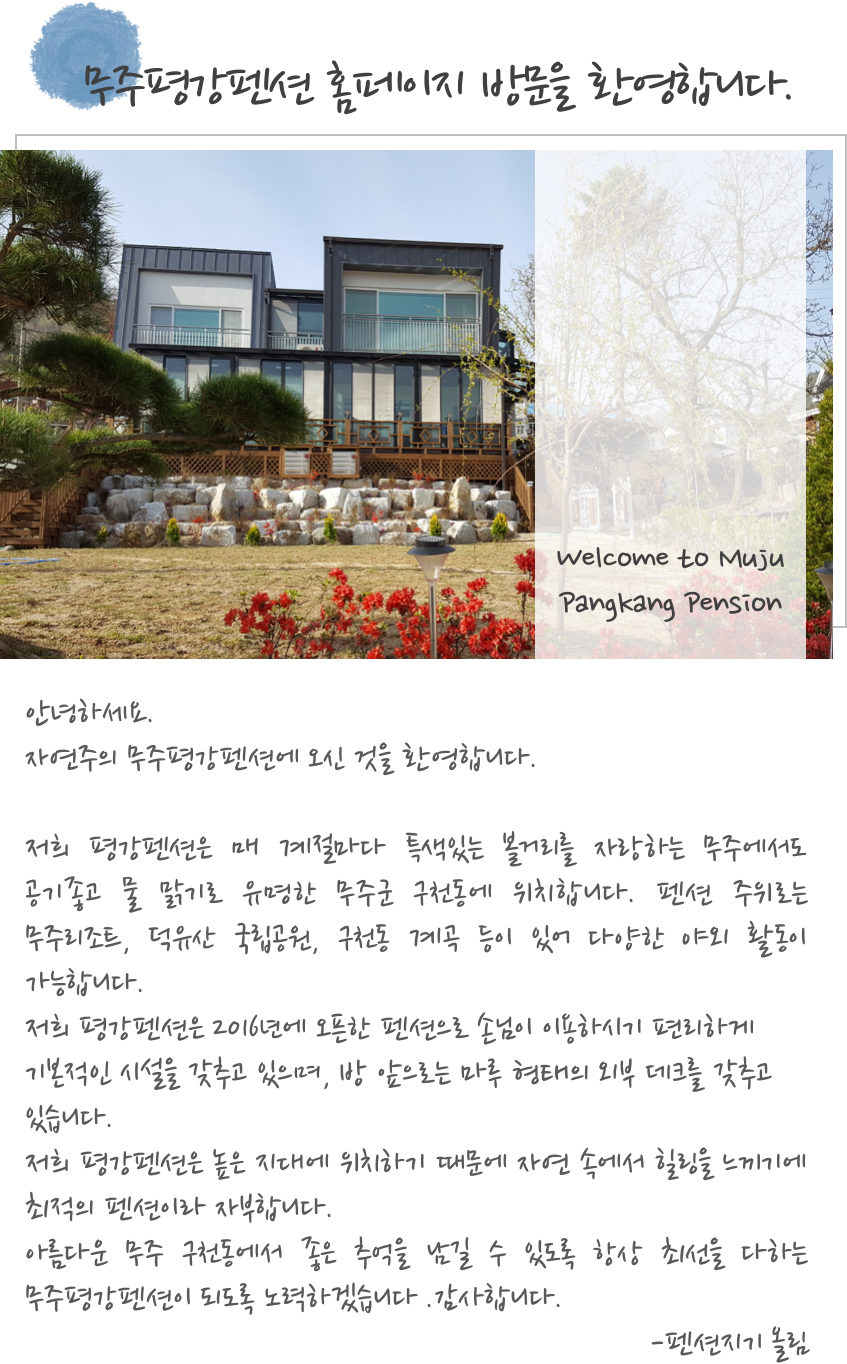 무주평강펜션 홈페이지 방문을 환영합니다.
Welcome to Muju
Pangkang Pension
안녕하세요.
자연주의 무주평강펜션에 오신 것을 환영합니다.
저희 평강펜션은 매 계절마다 특색있는 볼거리를 자랑하는 무주에서도
공기좋고 물 맑기로 유명한 무주군 구천동에 위치합니다. 펜션 주위로는
무주리조트, 덕유산 국립공원, 구천동 계곡 등이 있어 다양한 야외 활동이
가능합니다.
저희 평강펜션은 2016년에 오픈한 펜션으로 손님이 이용하시기 편리하게
기본적인 시설을 갖추고 있으며, 방 앞으로는 마루 형태의 외부 데크를 갖추고
있습니다.
저희 평강펜션은 높은 지대에 위치하기 때문에 자연 속에서 힐링을 느끼기에
최적의 펜션이라 자부합니다.
아름다운 무주 구천동에서 좋은 추억을 남길 수 있도록 항상 최선을 다하는
무주평강펜션이 되도록 노력하겠습니다 .감사합니다.
-펜션지기 올림